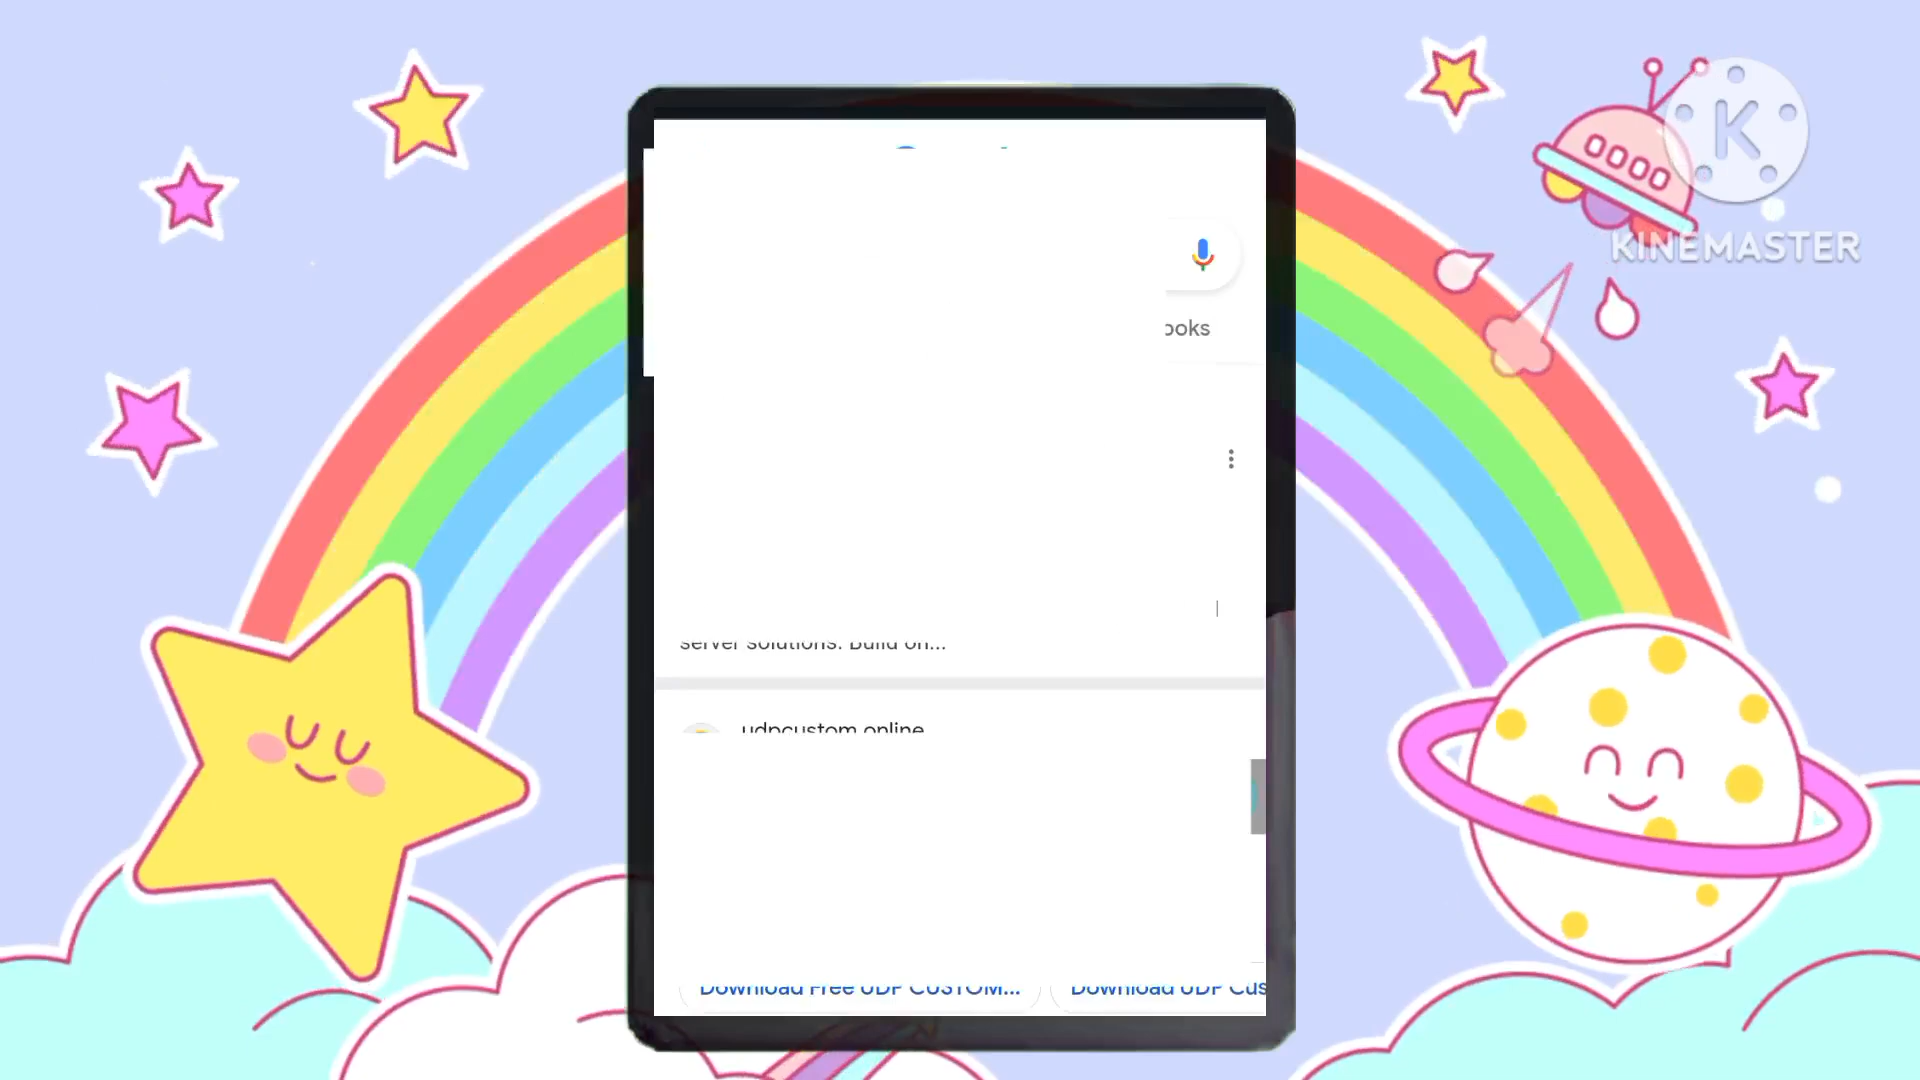 K
KINEMASTER
ooks
server solutions. Build on...
udpcustom.online
Download Free UDP CUSTOM...
Download UDP Cus